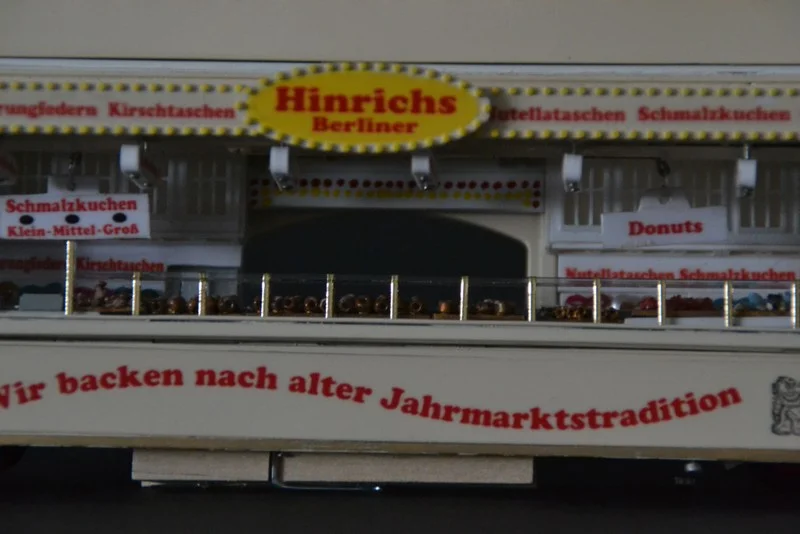 Kirschtaschen
Hinrichs
Berliner
Nutellataschen Schmalzkuchen
Schmalzkuchen
Klein-Mittel-Groß
Donuts
Kirschtaschen
Nutellataschen Schmalzkuchen
Wir backen nach alter Jahrmarktstradition